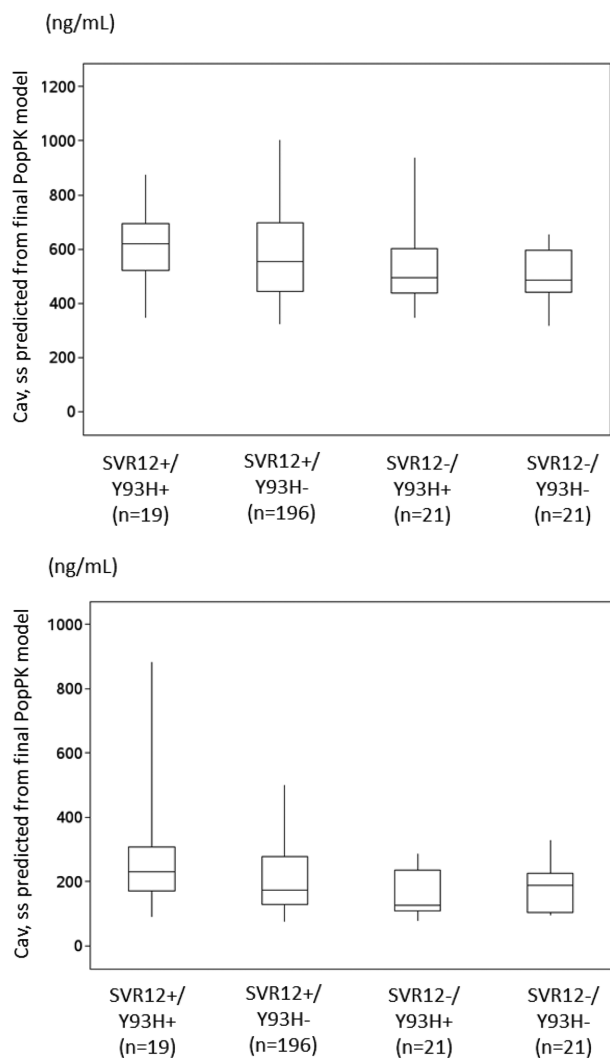 (ng/mL)
Cav, ss predicted from final PopPK model
1200
1000
800
600
400
200
0
SVR12+/ SVR12+/ SVR12-/ SVR12-/
Y93H+ Y93H- Y93H+ Y93H-
(n=19) (n=196) (n=21) (n=21)
(ng/mL)
Cav, ss predicted from final PopPK model
1000
800
600
400
200
0
SVR12+/ SVR12+/ SVR12-/ SVR12-/
Y93H+ Y93H- Y93H+ Y93H-
(n=19) (n=196) (n=21) (n=21)